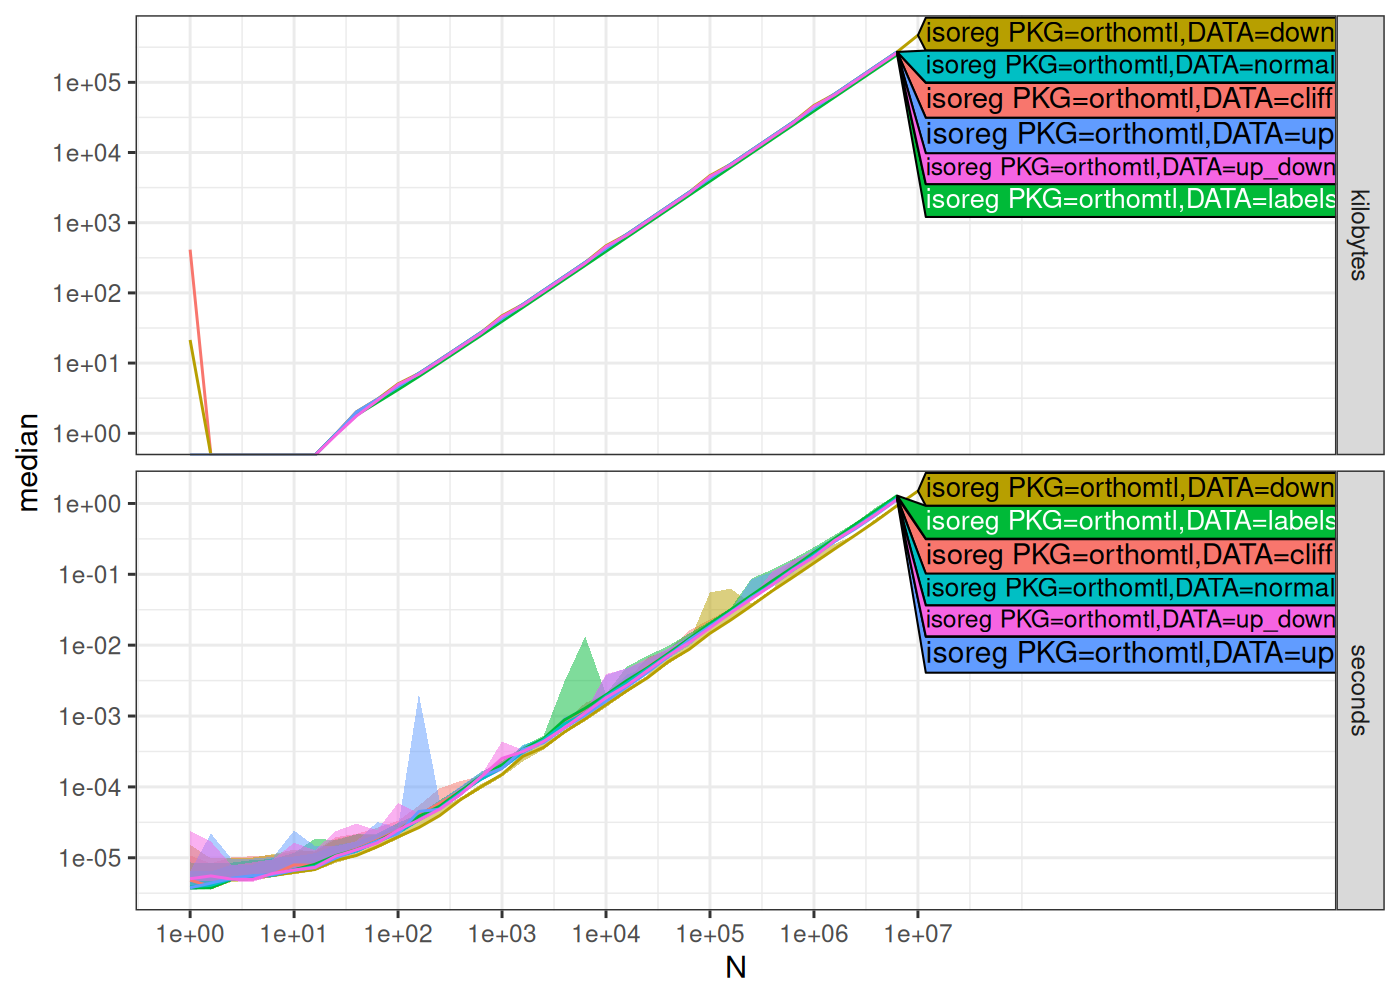 median
1e+05
1e+04
1e+03
1e+02
1e+01
1e+00
isoreg PKG=orthomtl,DATA=down
isoreg PKG=orthomtl,DATA=normal
isoreg PKG=orthomtl,DATA=cliff
isoreg PKG=orthomtl,DATA=up
isoreg PKG=orthomtl,DATA=up_down
isoreg PKG=orthomtl,DATA=labels
kilobytes
1e+00
1e-01
1e-02
1e-03
1e-04
1e-05
isoreg PKG=orthomtl,DATA=down
isoreg PKG=orthomtl,DATA=labels
isoreg PKG=orthomtl,DATA=cliff
isoreg PKG=orthomtl,DATA=normal
isoreg PKG=orthomtl,DATA=up_down
isoreg PKG=orthomtl,DATA=up
seconds
1e+00 1e+01 1e+02 1e+03 1e+04 1e+05 1e+06 1e+07
N